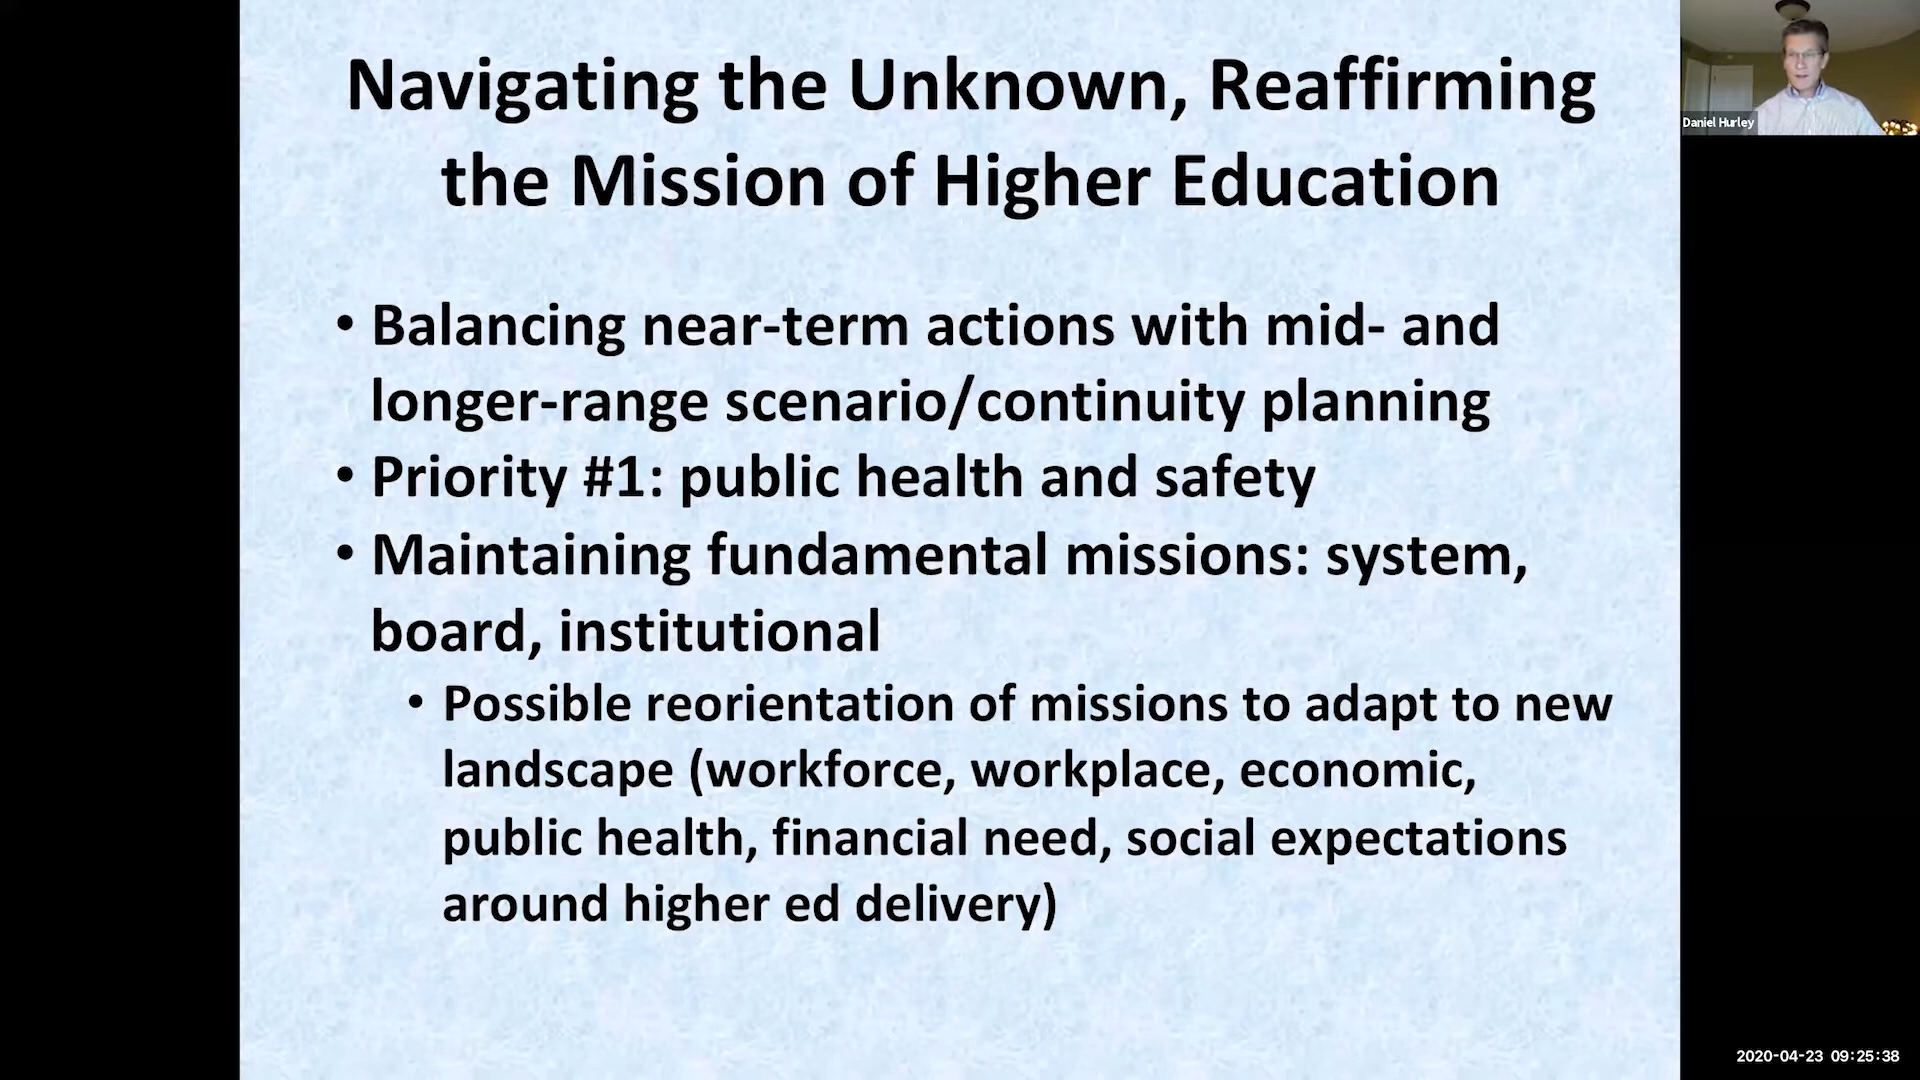 Navigating the Unknown, Reaffirming
the Mission of Higher Education
• Balancing near-term actions with mid- and
longer-range scenario/continuity planning
• Priority #1: public health and safety
• Maintaining fundamental missions: system,
board, institutional
• Possible reorientation of missions to adapt to new
landscape (workforce, workplace, economic,
public health, financial need, social expectations
around higher ed delivery)
Daniel Hurley
2020-04-23 09:25:38